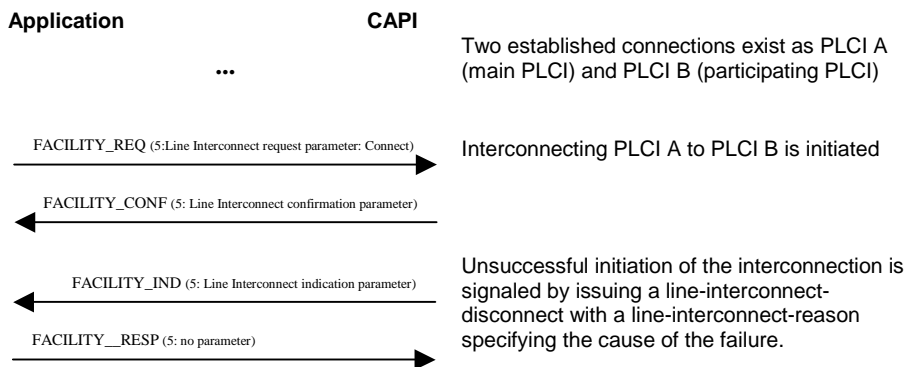 Application CAPI
Two established connections exist as PLCI A
(main PLCI) and PLCI B (participating PLCI)
...
FACILITY_REQ (5:Line Interconnect request parameter: Connect)
Interconnecting PLCI A to PLCI B is initiated
FACILITY_CONF (5: Line Interconnect confirmation parameter)
FACILITY_IND (5: Line Interconnect indication parameter)
Unsuccessful initiation of the interconnection is
signaled by issuing a line-interconnect-
disconnect with a line-interconnect-reason
specifying the cause of the failure.
FACILITY__RESP (5: no parameter)